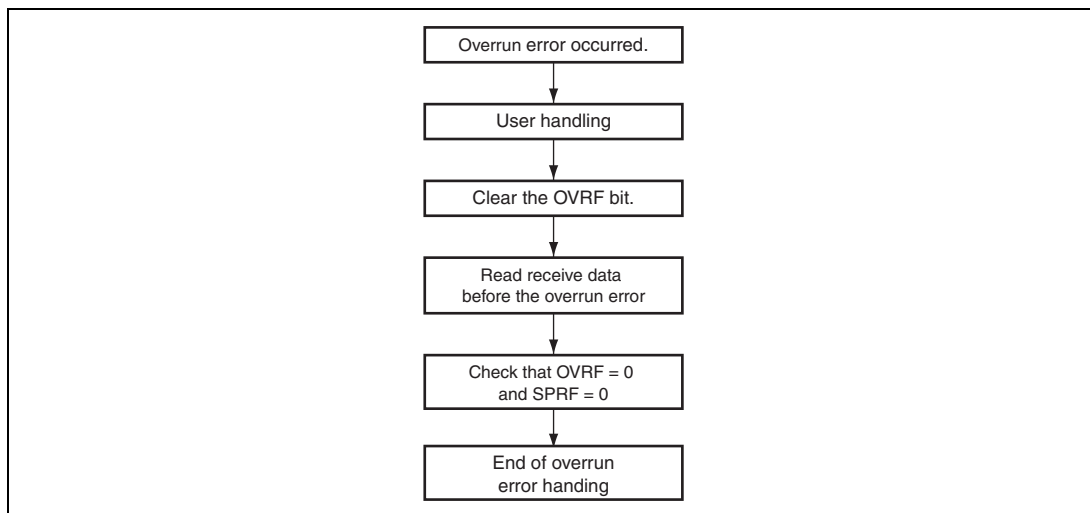 Overrun error occurred.
User handling
Clear the OVRF bit.
Read receive data
before the overrun error
Check that OVRF = 0
and SPRF = 0
End of overrun
error handing